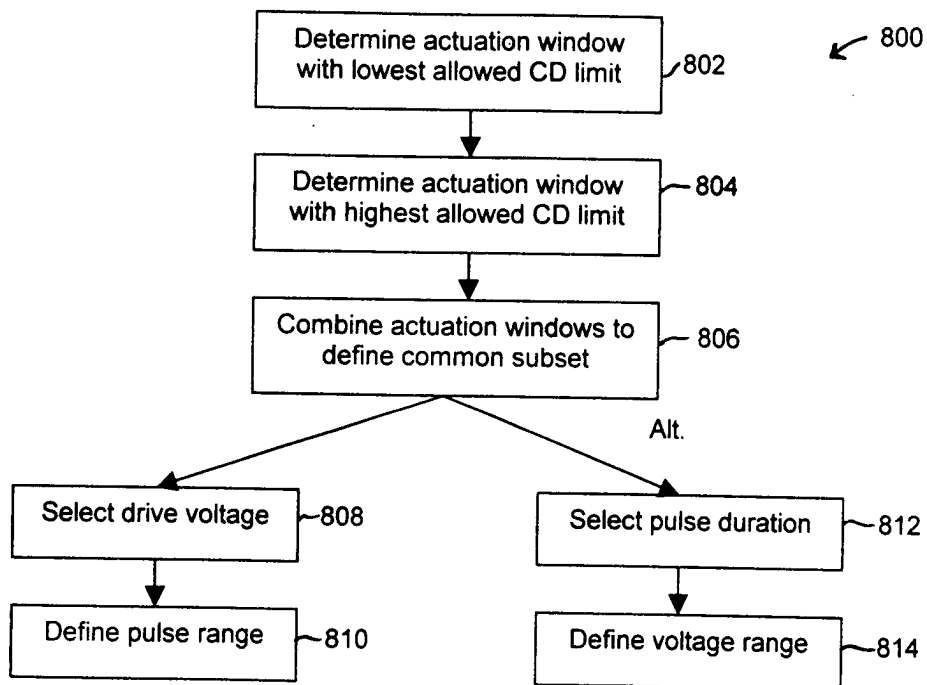 Determine actuation window
with lowest allowed CD limit
802
800
Determine actuation window
with highest allowed CD limit
804
Combine actuation windows to
define common subset
806
Alt.
Select drive voltage
808
Select pulse duration
812
Define pulse range
810
Define voltage range
814